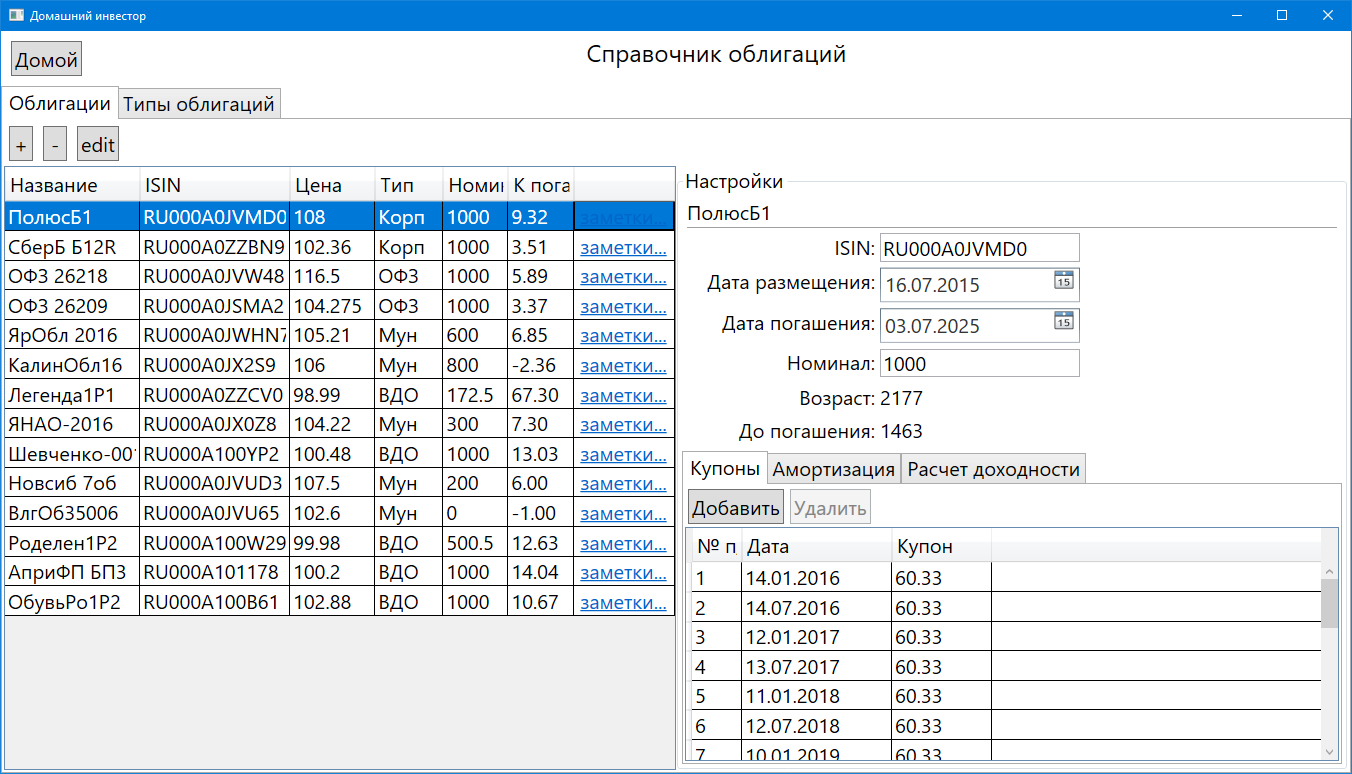 Домашний инвестор
Домой
Справочник облигаций
Облигации Типы облигаций
+ - edit
Название ISIN Цена Тип Номин К пога
ПолюсБ1 RU000A0JVMD0 108 Корп 1000 9.32 заметки...
СберБ Б12R RU000A0ZZBN9 102.36 Корп 1000 3.51 заметки...
ОФЗ 26218 RU000A0JVW48 116.5 ОФЗ 1000 5.89 заметки...
ОФЗ 26209 RU000A0JSMA2 104.275 ОФЗ 1000 3.37 заметки...
ЯрОбл 2016 RU000A0JWHN7 105.21 Мун 600 6.85 заметки...
КалинОбл16 RU000A0JX2S9 106 Мун 800 -2.36 заметки...
Легенда1Р1 RU000A0ZZCV0 98.99 ВДО 172.5 67.30 заметки...
ЯНАО-2016 RU000A0JX0Z8 104.22 Мун 300 7.30 заметки...
Шевченко-001 RU000A100YP2 100.48 ВДО 1000 13.03 заметки...
Новсиб 7об RU000A0JVUD3 107.5 Мун 200 6.00 заметки...
ВлгОб35006 RU000A0JVU65 102.6 Мун 0 -1.00 заметки...
Роделен1Р2 RU000A100W29 99.98 ВДО 500.5 12.63 заметки...
АприФП БП3 RU000A101178 100.2 ВДО 1000 14.04 заметки...
ОбувьРо1Р2 RU000A100B61 102.88 ВДО 1000 10.67 заметки...
Настройки
ПолюсБ1
ISIN: RU000A0JVMD0
Дата размещения: 16.07.2015 15
Дата погашения: 03.07.2025 15
Номинал: 1000
Возраст: 2177
До погашения: 1463
Купоны Амортизация Расчет доходности
Добавить Удалить
№ п Дата Купон
1 14.01.2016 60.33
2 14.07.2016 60.33
3 12.01.2017 60.33
4 13.07.2017 60.33
5 11.01.2018 60.33
6 12.07.2018 60.33
7 10.01.2019 60.33